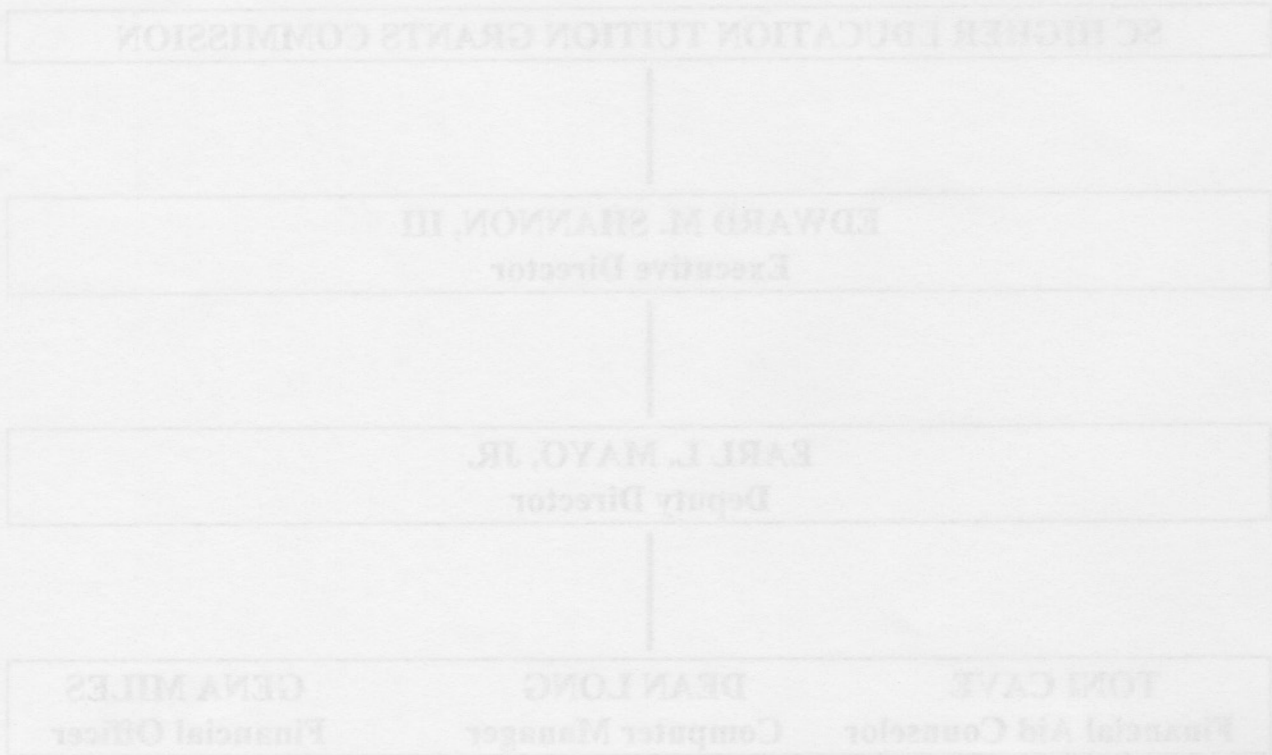 SC HIGHER EDUCATION TUITION GRANTS COMMISSION
EDWARD M. SHANNON, III
Executive Director
EARL L. MAYO, JR.
Deputy Director
TONI CAVE DEAN LONG GENA MILES
Financial Aid Counselor Computer Manager Financial Officer